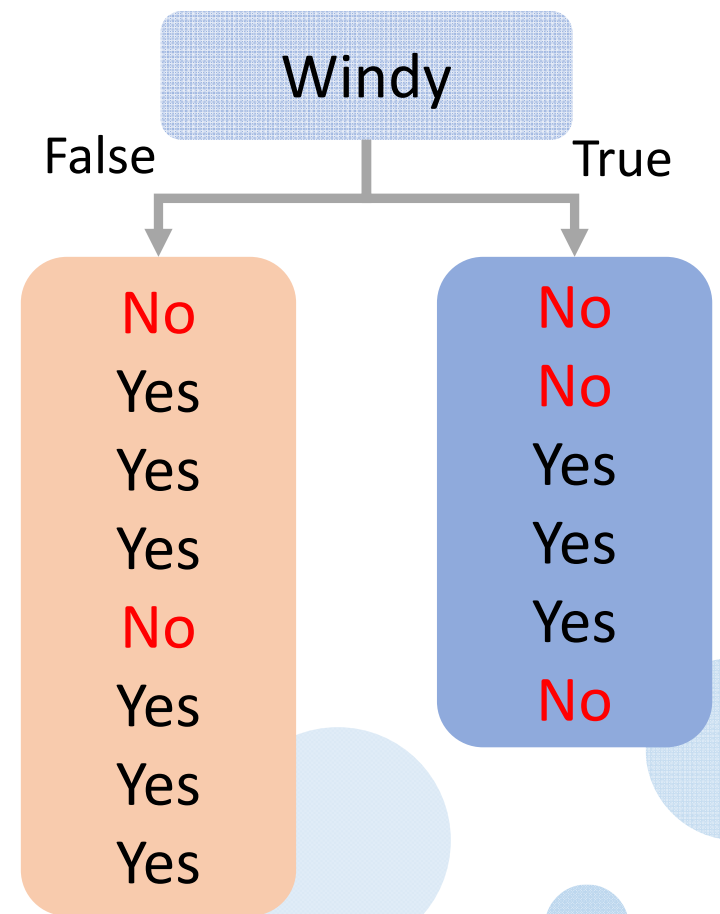 Windy
False
True
No
Yes
Yes
Yes
No
Yes
Yes
Yes
No
No
Yes
Yes
Yes
No